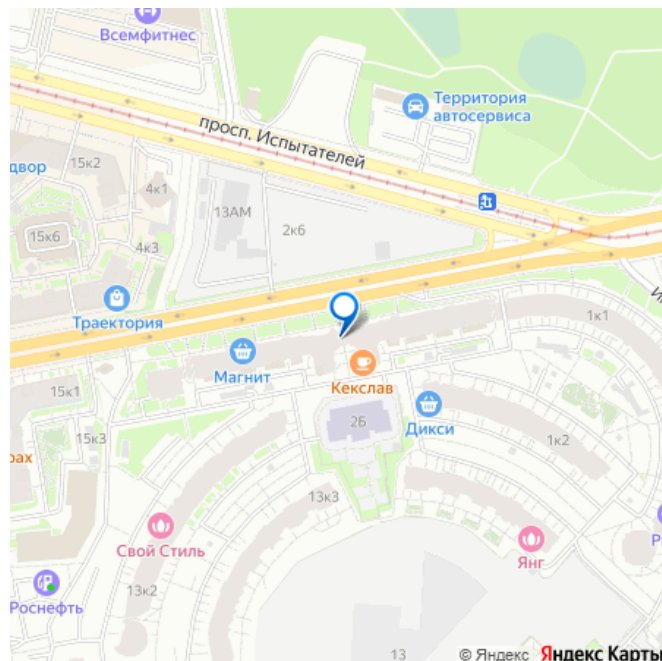 Всемфитнес
Территория
автосервиса
просп. Испытателей
двор
15к2
4к1
13АМ
2к6
15к6
4к3
Траектория
1к1
Магнит
Кекслав
15к1
Дикси
2Б
15к3
1к2
рах
13к3
Свой Стиль
Янг
Роснефть
13к2
13
© Яндекс Яндекс Карты